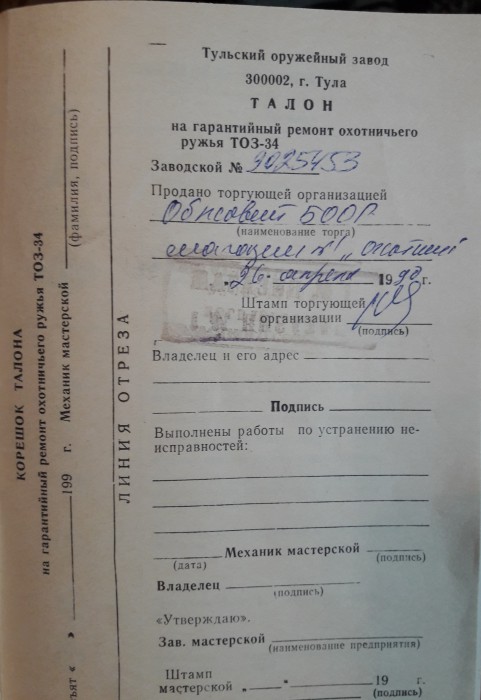 Тульский оружейный завод
300002, г. Тула
ТАЛОН
на гарантийный ремонт охотничьего
ружья ТОЗ-34
Заводской № 9025453
Продано торгующей организацией
Облсовет БООР
(наименование торга)
магазин №1 „
26 апреля 1990 г.
Штамп торгующей
организации
(подпись)
Владелец и его адрес
Подпись
Выполнены работы по устранению не-
исправностей:
Механик мастерской
(дата) (подпись)
Владелец
(подпись)
«Утверждаю».
Зав. мастерской
(наименование предприятия)
Штамп
мастерской 19 г.
(подпись)
ЛИНИЯ ОТРЕЗА
КОРЕШОК ТАЛОНА
на гарантийный ремонт охотничьего ружья ТОЗ-34
« » 199 г. Механик мастерской
(фамилия, подпись)